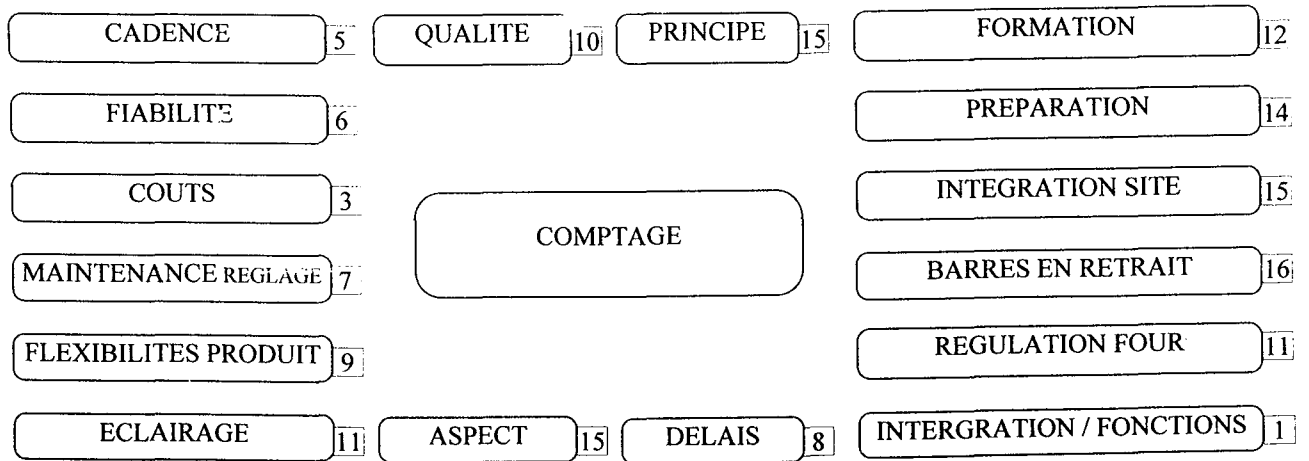 CADENCE 5 QUALITE 10 PRINCIPE 15 FORMATION 12
FIABILITE 6 PREPARATION 14
COUTS 3 INTEGRATION SITE 15
COMPTAGE
MAINTENANCE REGLAGE 7 BARRES EN RETRAIT 16
FLEXIBILITES PRODUIT 9 REGULATION FOUR 11
ECLAIRAGE 11 ASPECT 15 DELAIS 8 INTERGRATION / FONCTIONS 1